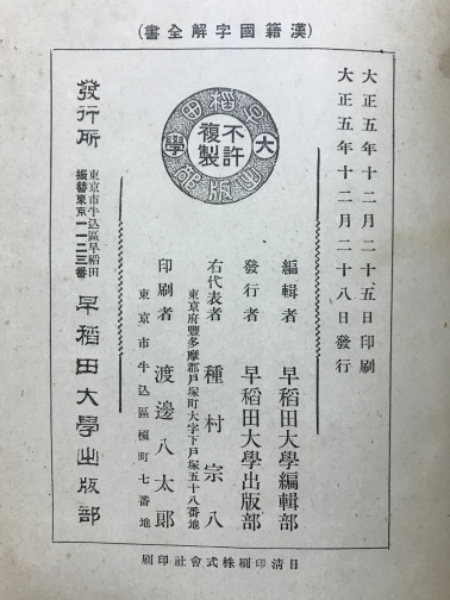 (漢籍國字解全書)
大正五年十二月二十五日印刷
大正五年十二月二十八日發行
不許複製
早稻田大學出版部
編輯者 早稻田大學編輯部
發行者 早稻田大學出版部
右代表者 種村宗八
東京府豐多摩郡戸塚町大字下戸塚五十八番地
印刷者 渡邊八太郎
東京市牛込區榎町七番地
發行所
東京市牛込區早稻田
振替東京一一二三番
早稻田大學出版部
日清印刷株式會社印刷